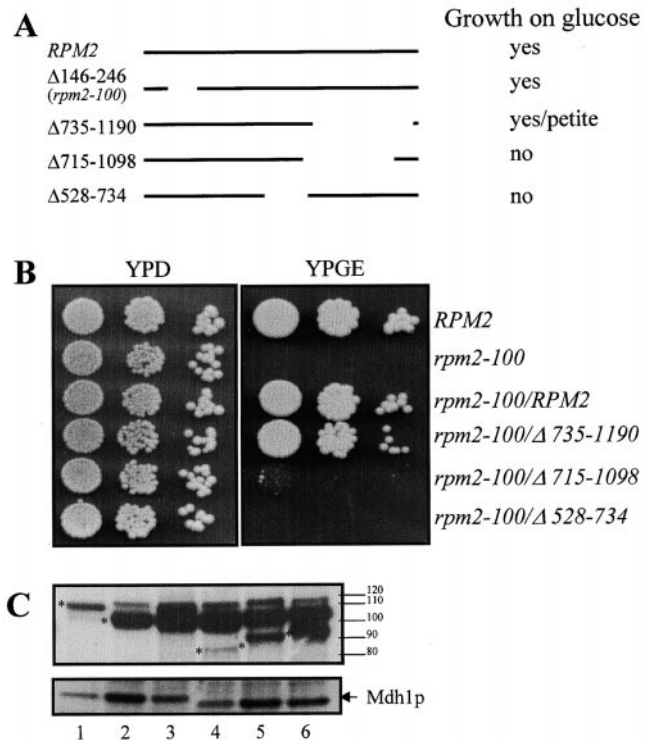 A
Growth on glucose
RPM2 yes
Δ146-246 yes
(rpm2-100)
Δ735-1190 yes/petite
Δ715-1098 no
Δ528-734 no
B
YPD YPGE
RPM2
rpm2-100
rpm2-100/RPM2
rpm2-100/Δ 735-1190
rpm2-100/Δ 715-1098
rpm2-100/Δ 528-734
C
* * * * *
120
110
100
90
80
Mdh1p
1 2 3 4 5 6